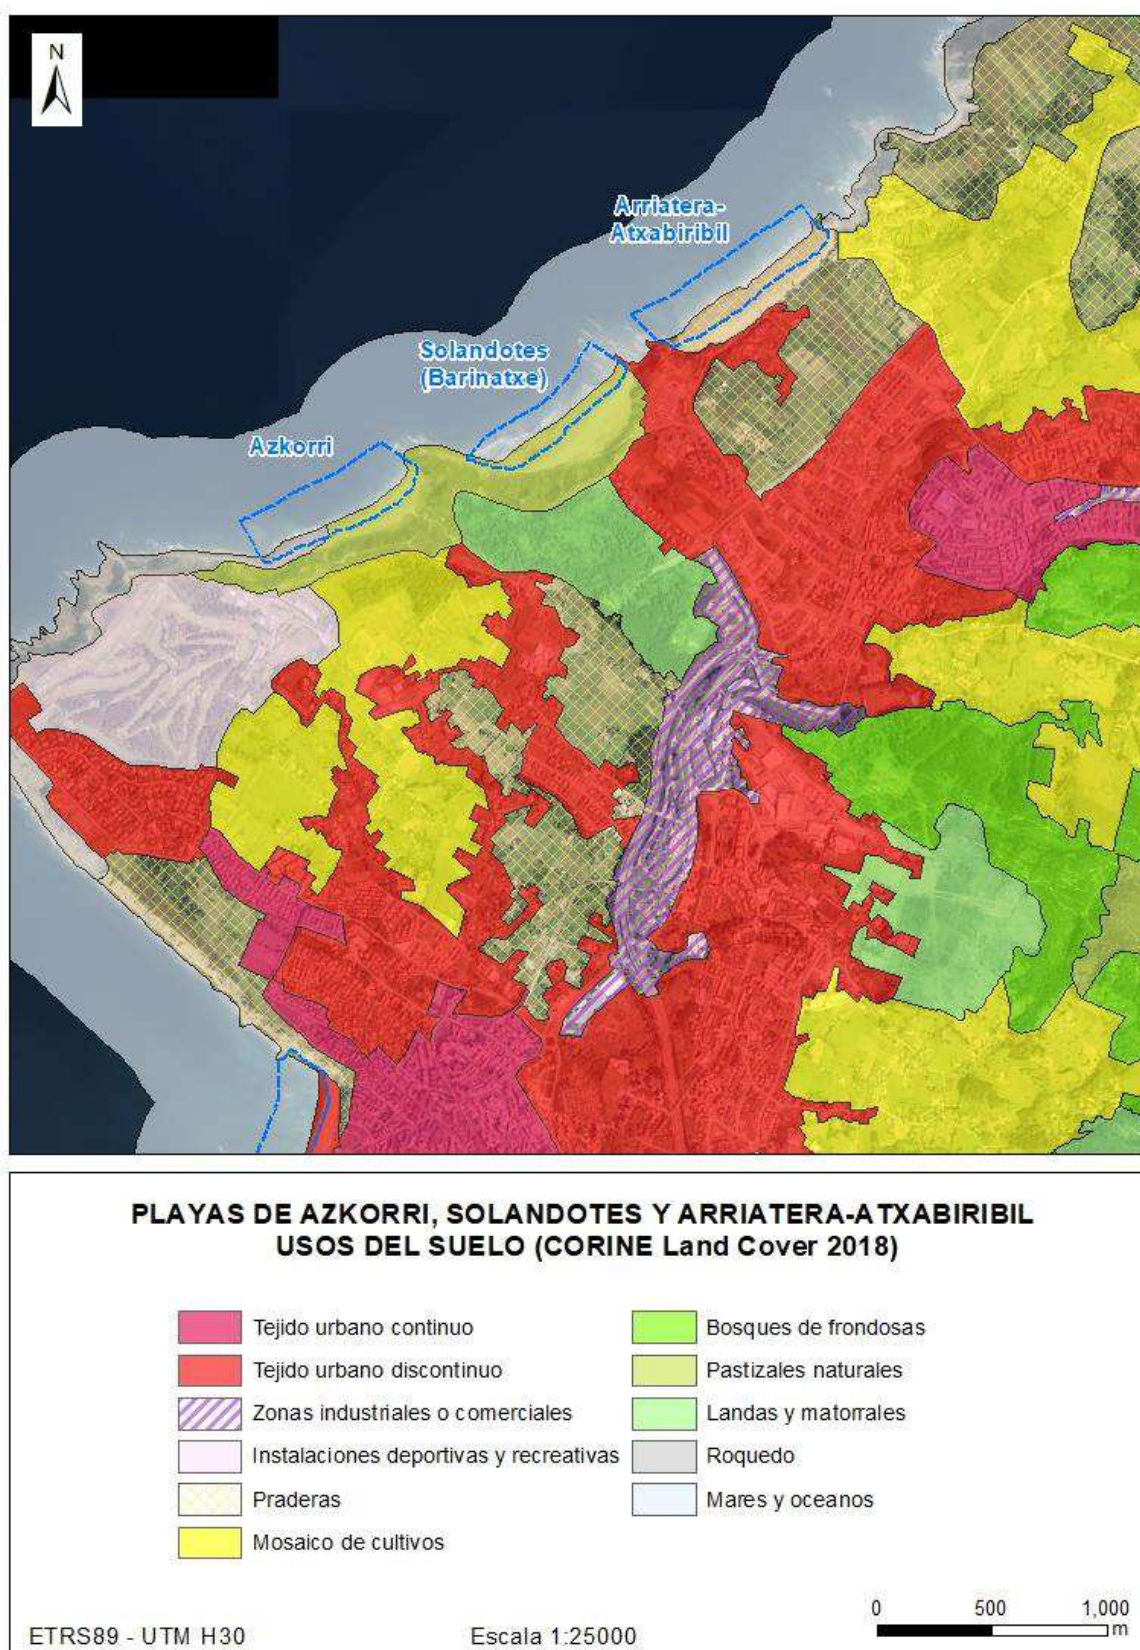 N
Arriatera-
Atxabiribil
Solandotes
(Barinatxe)
Azkorri
PLAYAS DE AZKORRI, SOLANDOTES Y ARRIATERA-ATXABIRIBIL
USOS DEL SUELO (CORINE Land Cover 2018)
Tejido urbano continuo
Tejido urbano discontinuo
Zonas industriales o comerciales
Instalaciones deportivas y recreativas
Praderas
Mosaico de cultivos
Bosques de frondosas
Pastizales naturales
Landas y matorrales
Roquedo
Mares y oceanos
0 500 1,000
m
ETRS89 - UTM H30
Escala 1:25000